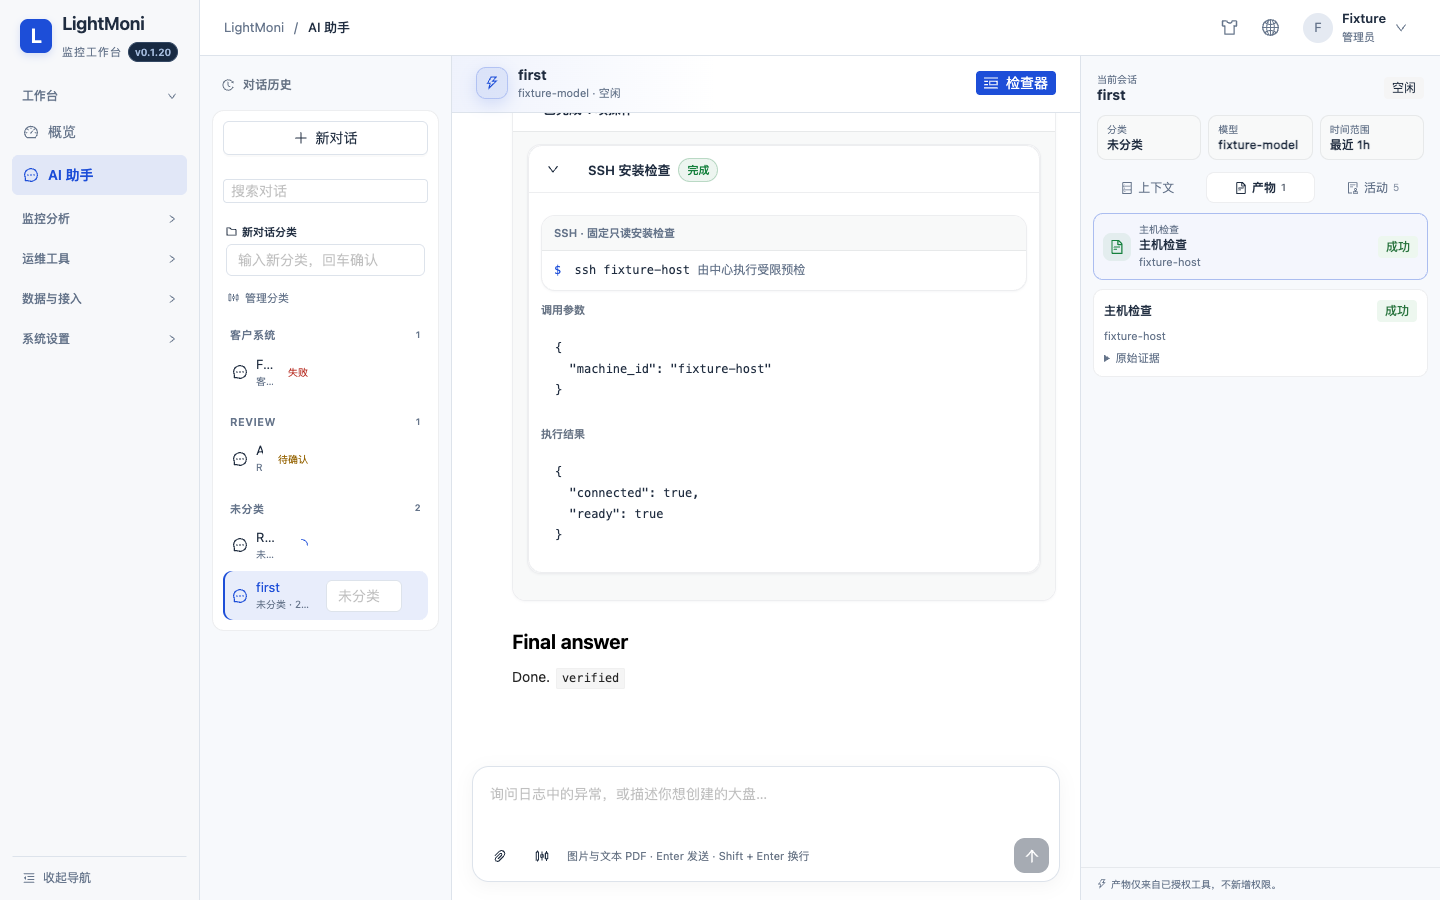 L
LightMoni
监控工作台 v0.1.20
工作台
概览
AI 助手
监控分析
运维工具
数据与接入
系统设置
收起导航
LightMoni / AI 助手
F
Fixture
管理员
对话历史
新对话
搜索对话
新对话分类
输入新分类，回车确认
管理分类
客户系统 1
F... 失败
客...
REVIEW 1
A 待确认
R
未分类 2
R...
未...
first
未分类 · 2...
未分类
first
fixture-model · 空闲
检查器
SSH 安装检查 完成
SSH · 固定只读安装检查
$ ssh fixture-host 由中心执行受限预检
调用参数
{
"machine_id": "fixture-host"
}
执行结果
{
"connected": true,
"ready": true
}
Final answer
Done. verified
询问日志中的异常，或描述你想创建的大盘...
图片与文本 PDF · Enter 发送 · Shift + Enter 换行
当前会话
first
空闲
分类
未分类
模型
fixture-model
时间范围
最近 1h
上下文
产物 1
活动 5
主机检查
主机检查
fixture-host
成功
主机检查 成功
fixture-host
原始证据
产物仅来自已授权工具，不新增权限。